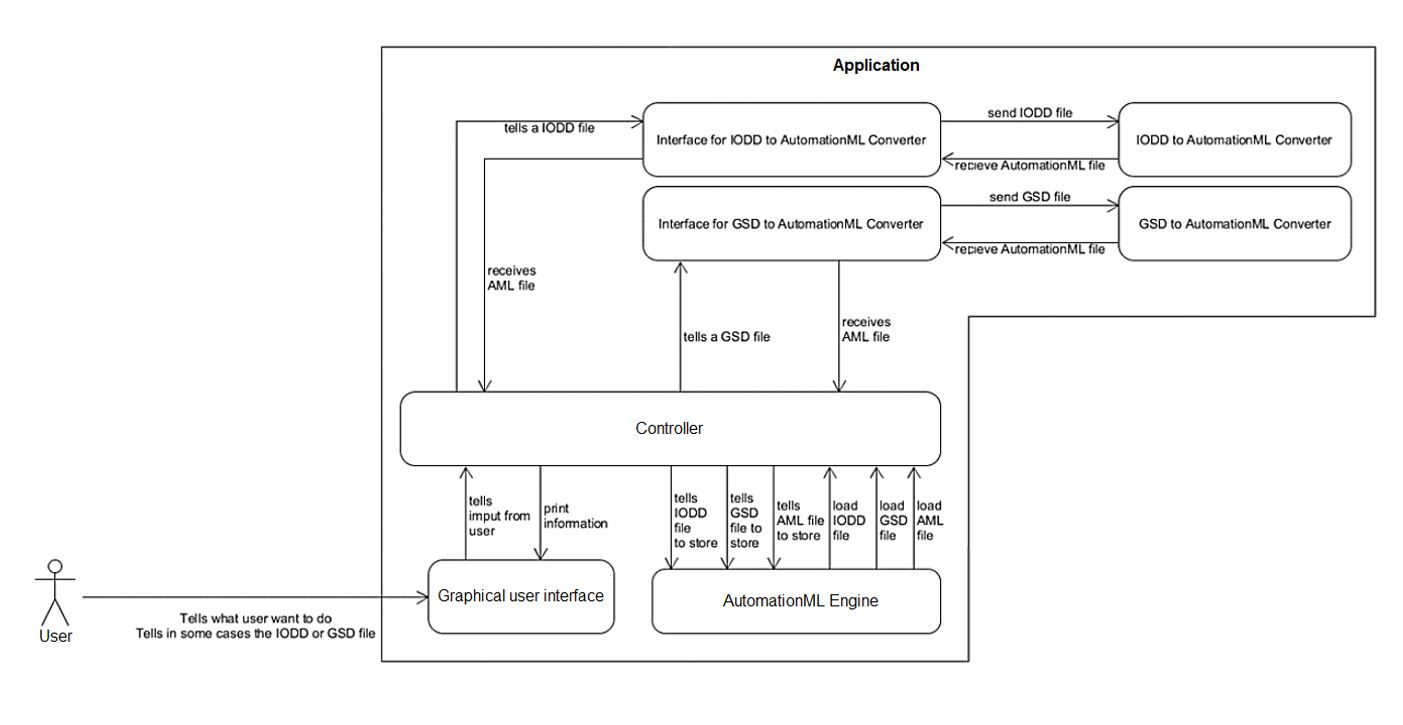 Application
tells a IODD file
Interface for IODD to AutomationML Converter
send IODD file
recieve AutomationML file
IODD to AutomationML Converter
Interface for GSD to AutomationML Converter
send GSD file
recieve AutomationML file
GSD to AutomationML Converter
receives
AML file
tells a GSD file
receives
AML file
Controller
tells
imput from
user
print
information
tells
IODD
file
to store
tells
GSD
file to
store
tells
AML file
to store
load
IODD
file
load
GSD
file
load
AML
file
Graphical user interface
AutomationML Engine
User
Tells what user want to do
Tells in some cases the IODD or GSD file